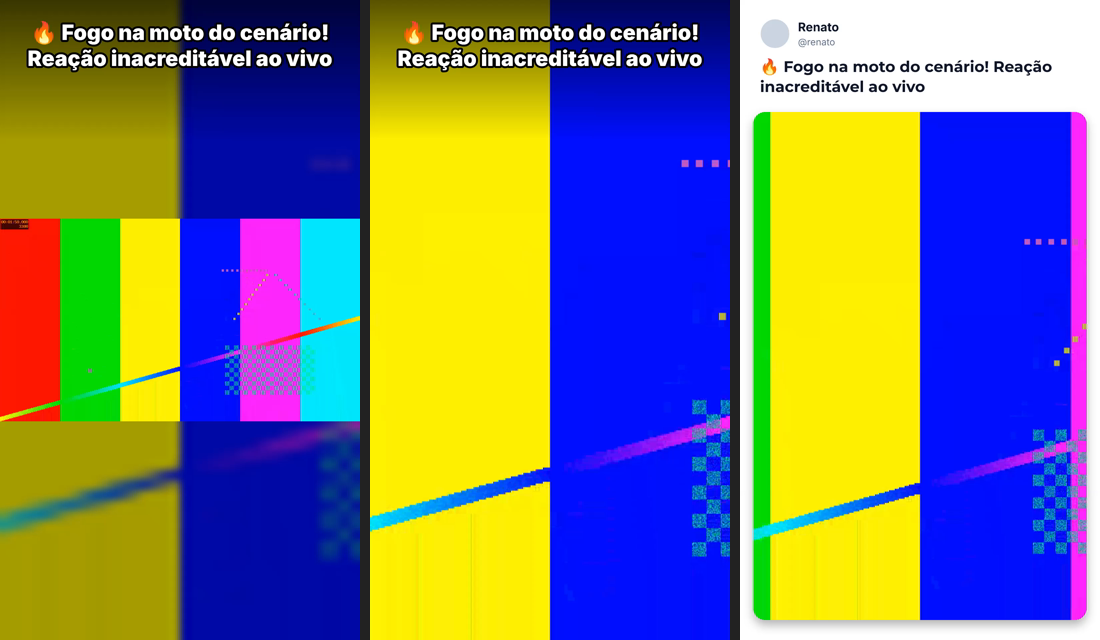 🔥 Fogo na moto do cenário!
Reação inacreditável ao vivo
🔥 Fogo na moto do cenário!
Reação inacreditável ao vivo
Renato
@renato
🔥 Fogo na moto do cenário! Reação
inacreditável ao vivo